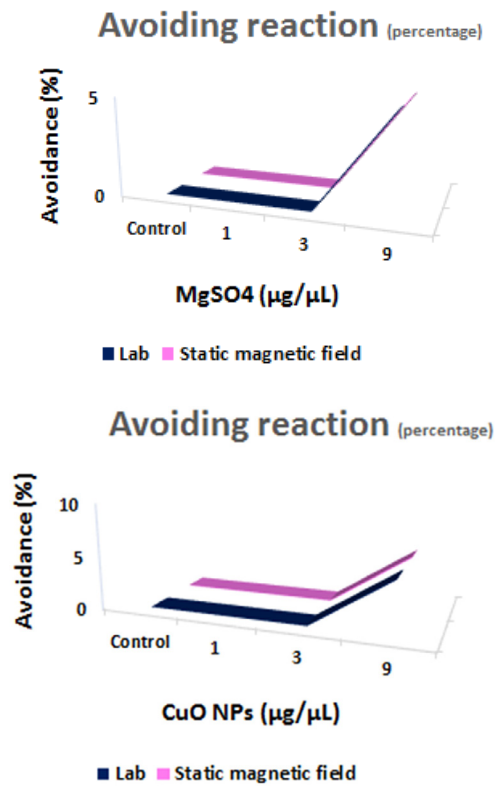 Avoiding reaction (percentage)
Avoidance (%)
5
0
Control
1
3
9
MgSO4 (µg/µL)
Lab Static magnetic field
Avoiding reaction (percentage)
Avoidance (%)
10
5
0
Control
1
3
9
CuO NPs (µg/µL)
Lab Static magnetic field